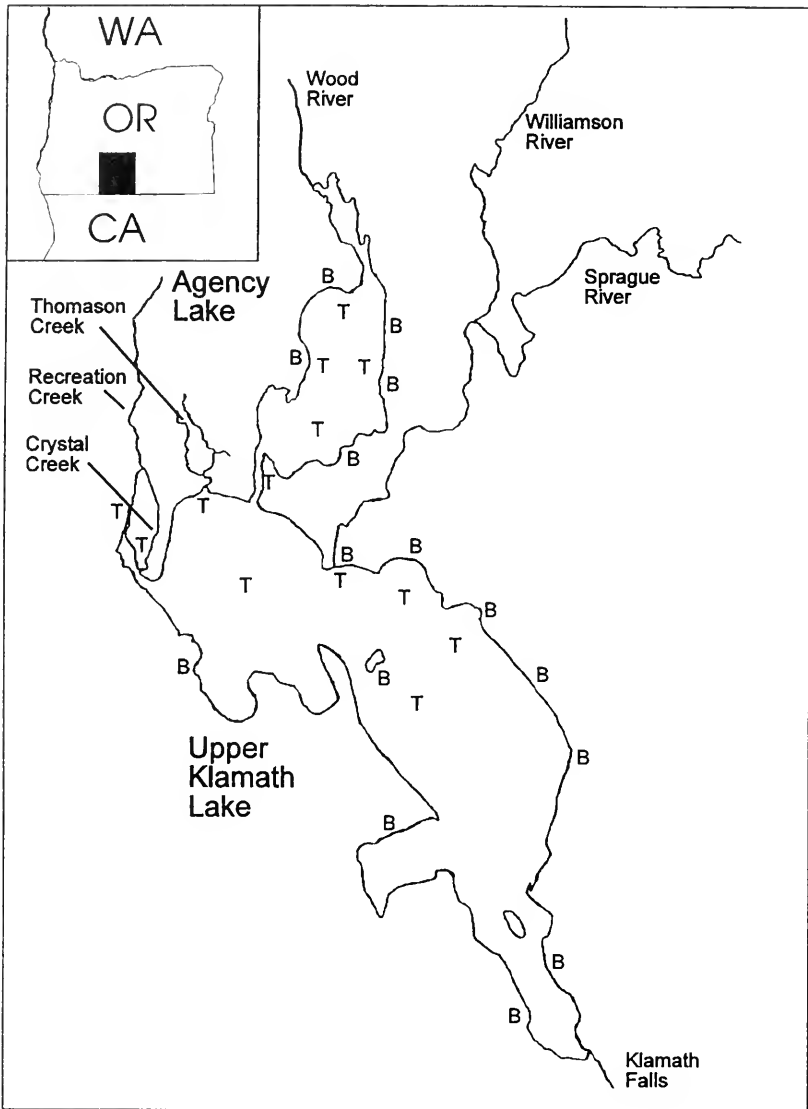 WA
OR
CA
Wood
River
Williamson
River
Sprague
River
Agency
Lake
Thomason
Creek
Recreation
Creek
Crystal
Creek
B
T
B
B
T
T
B
T
B
T
T
T
T
B
B
T
T
T
B
T
B
B
B
T
B
Upper
Klamath
Lake
B
B
B
Klamath
Falls